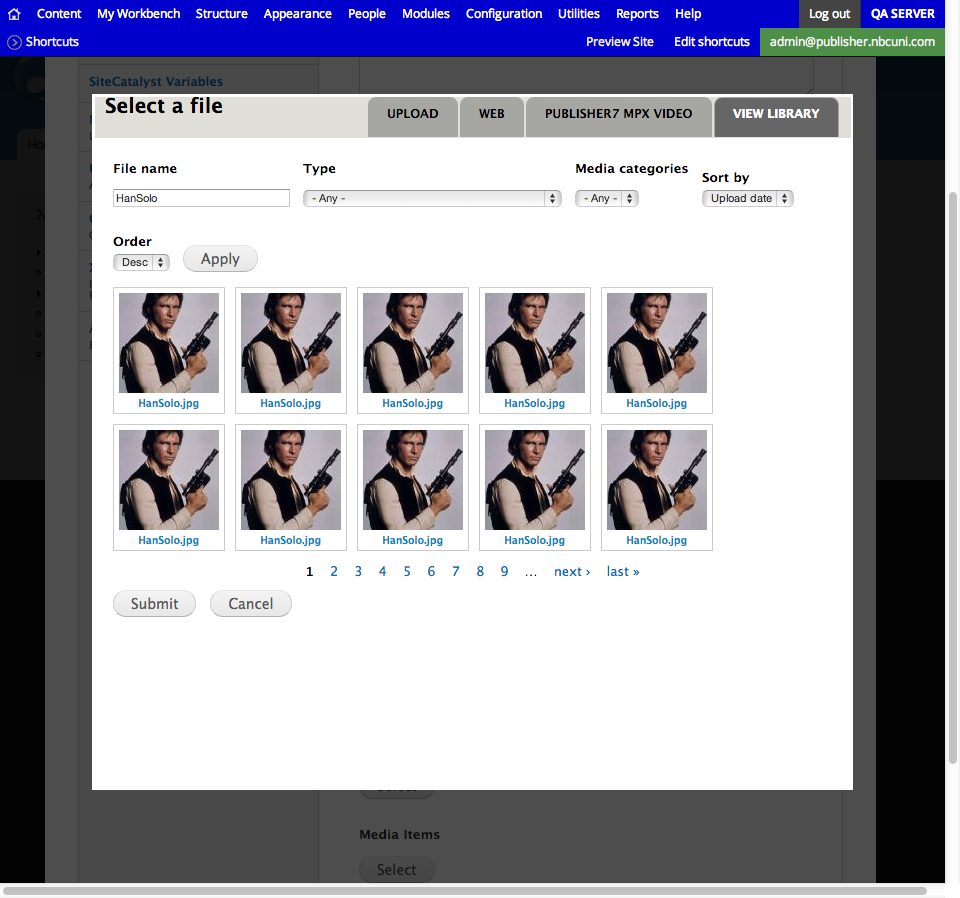 Content My Workbench Structure Appearance People Modules Configuration Utilities Reports Help Log out QA SERVER
Shortcuts Preview Site Edit shortcuts admin@publisher.nbcuni.com
SiteCatalyst Variables
Select a file UPLOAD WEB PUBLISHER7 MPX VIDEO VIEW LIBRARY
File name Type Media categories Sort by
HanSolo - Any - - Any - Upload date
Order
Desc Apply
HanSolo.jpg HanSolo.jpg HanSolo.jpg HanSolo.jpg HanSolo.jpg
HanSolo.jpg HanSolo.jpg HanSolo.jpg HanSolo.jpg HanSolo.jpg
1 2 3 4 5 6 7 8 9 … next › last »
Submit Cancel
Media Items
Select